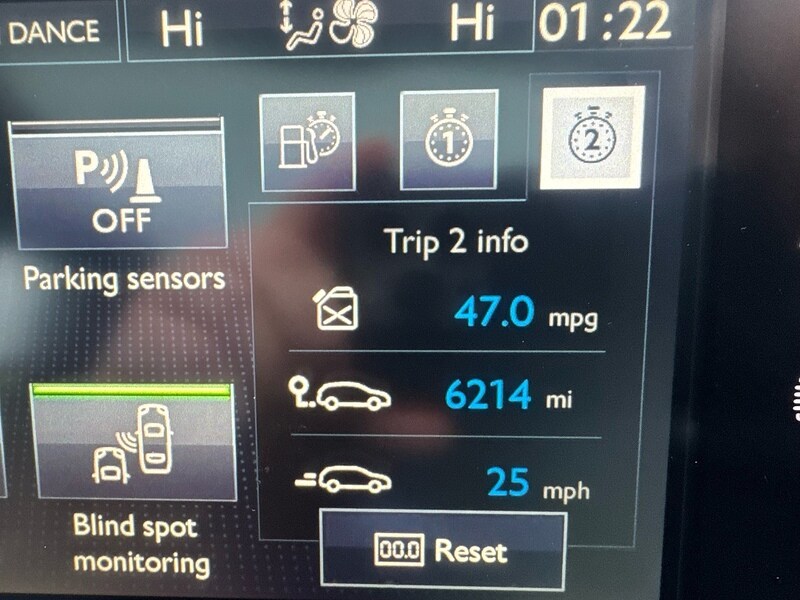 DANCE
Hi
Hi
01:22
1
2
P
OFF
Parking sensors
Trip 2 info
47.0 mpg
6214 mi
25 mph
Blind spot
monitoring
00.0 Reset